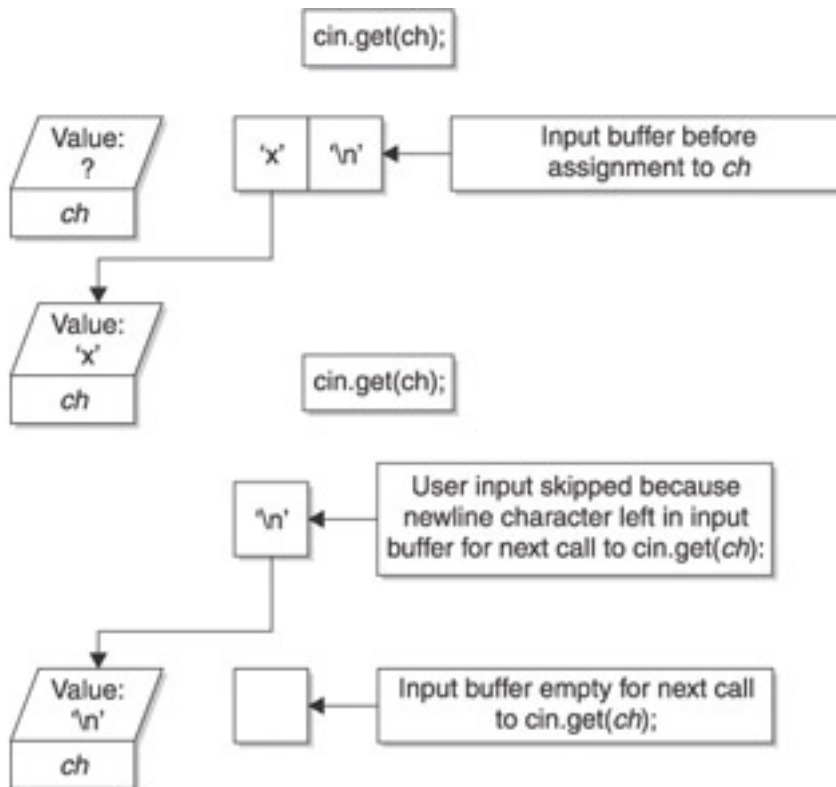 cin.get(ch);
Value:
?
ch
'x'
'\n'
Input buffer before
assignment to ch
Value:
'x'
ch
cin.get(ch);
'\n'
User input skipped because
newline character left in input
buffer for next call to cin.get(ch):
Value:
'\n'
ch
Input buffer empty for next call
to cin.get(ch);